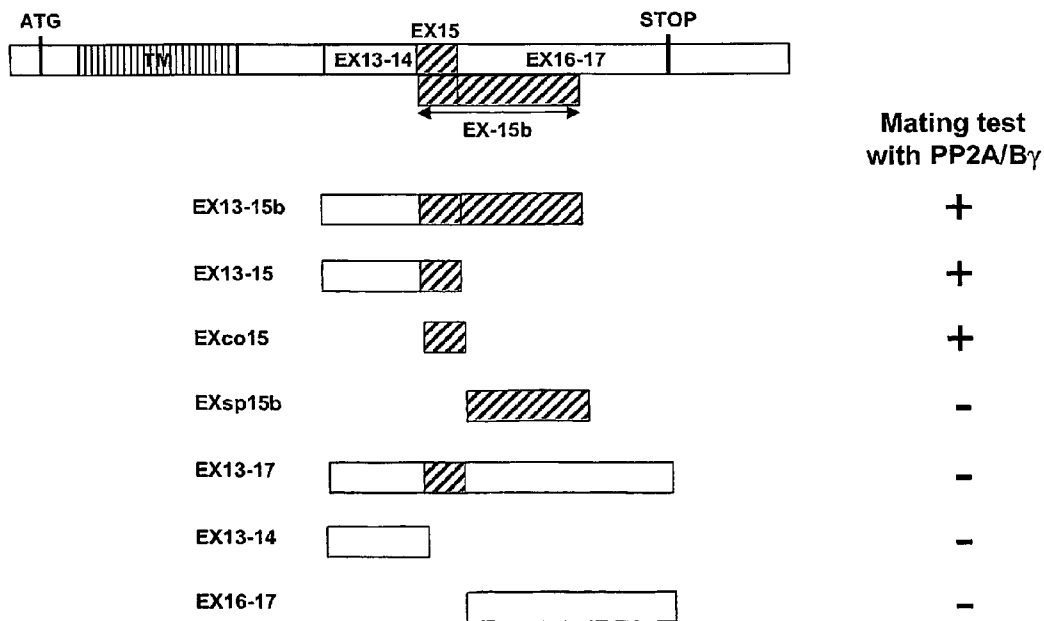 ATG
EX15
STOP
TM
EX13-14
EX16-17
EX-15b
Mating test
with PP2A/Bγ
EX13-15b +
EX13-15 +
EXco15 +
EXsp15b -
EX13-17 -
EX13-14 -
EX16-17 -